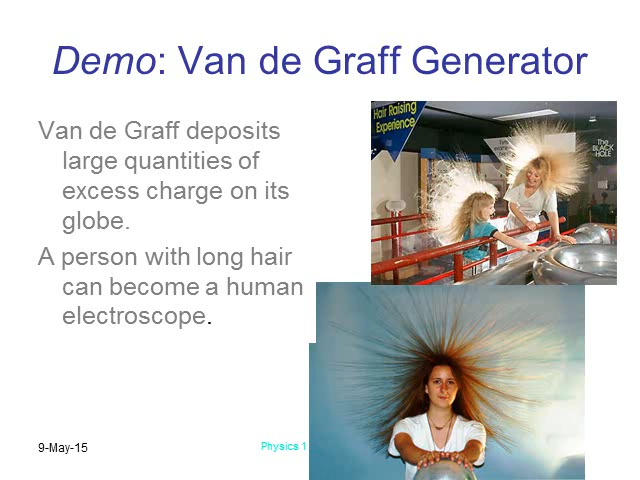 Demo: Van de Graff Generator
Van de Graff deposits
large quantities of
excess charge on its
globe.
A person with long hair
can become a human
electroscope.
Hair Raising
Experience
The
BLACK
HOLE
9-May-15
Physics 1